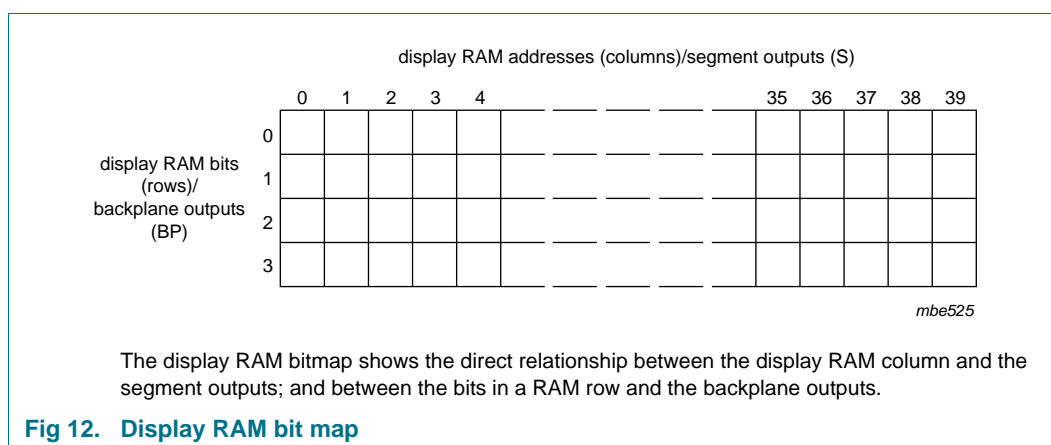 display RAM addresses (columns)/segment outputs (S)
0 1 2 3 4 35 36 37 38 39
0
display RAM bits
(rows)/
backplane outputs
(BP)
1
2
3
mbe525
The display RAM bitmap shows the direct relationship between the display RAM column and the
segment outputs; and between the bits in a RAM row and the backplane outputs.
Fig 12. Display RAM bit map